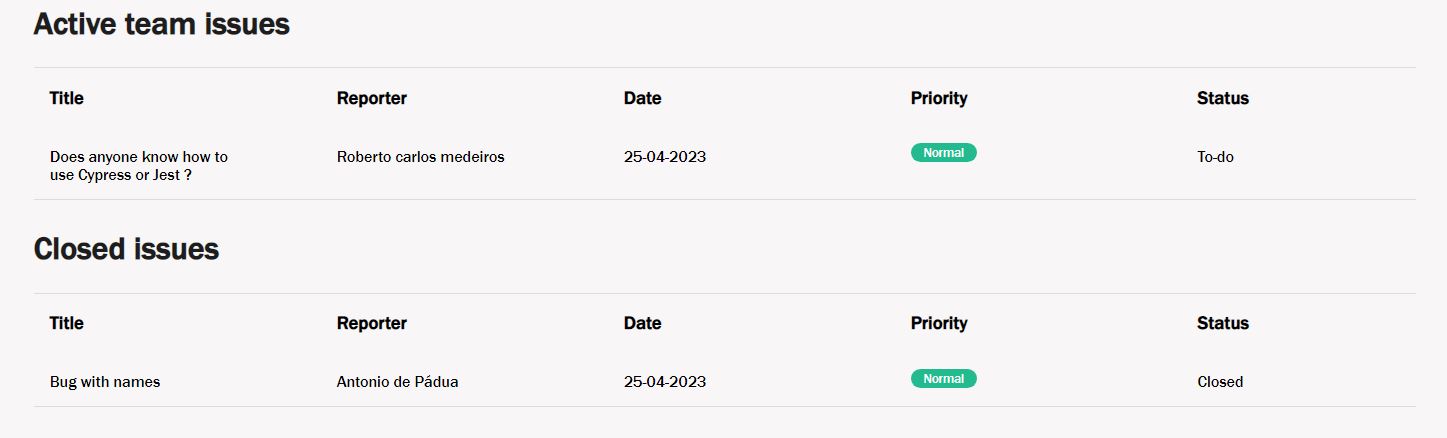 Active team issues
Title Reporter Date Priority Status
Does anyone know how to Roberto carlos medeiros 25-04-2023 Normal To-do
use Cypress or Jest ?
Closed issues
Title Reporter Date Priority Status
Bug with names Antonio de Pádua 25-04-2023 Normal Closed